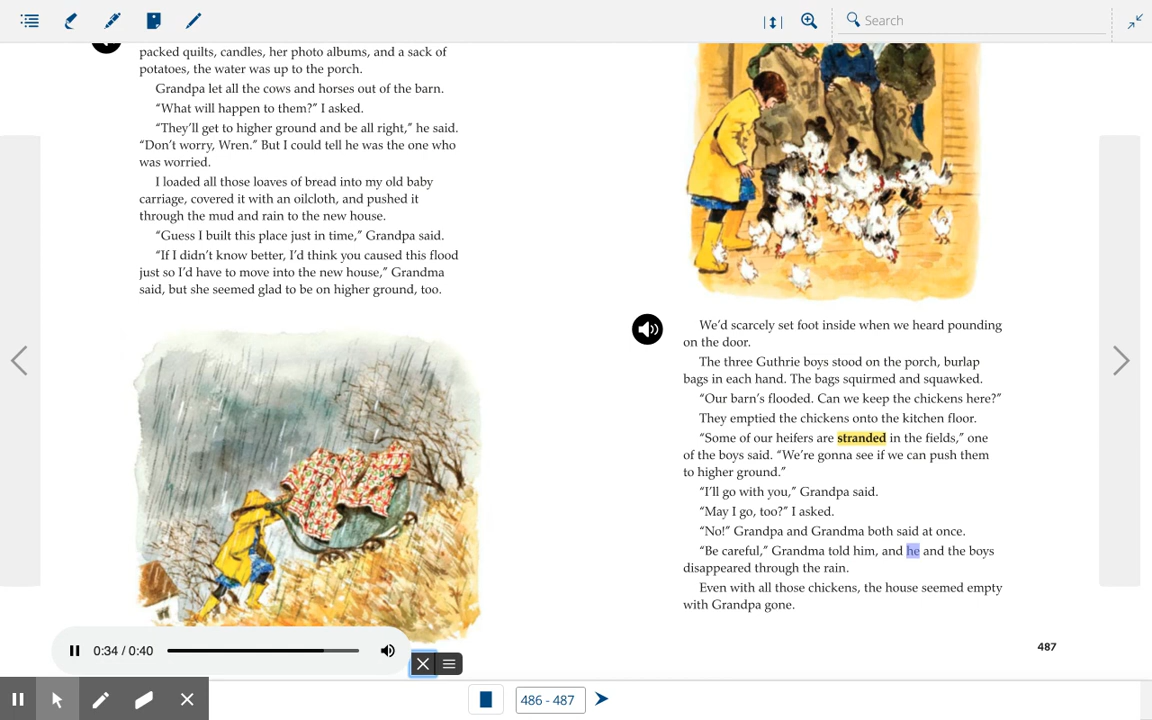 Search
packed quilts, candles, her photo albums, and a sack of
potatoes, the water was up to the porch.
Grandpa let all the cows and horses out of the barn.
“What will happen to them?” I asked.
“They’ll get to higher ground and be all right,” he said.
“Don’t worry, Wren.” But I could tell he was the one who
was worried.
I loaded all those loaves of bread into my old baby
carriage, covered it with an oilcloth, and pushed it
through the mud and rain to the new house.
“Guess I built this place just in time,” Grandpa said.
“If I didn’t know better, I’d think you caused this flood
just so I’d have to move into the new house,” Grandma
said, but she seemed glad to be on higher ground, too.
We’d scarcely set foot inside when we heard pounding
on the door.
The three Guthrie boys stood on the porch, burlap
bags in each hand. The bags squirmed and squawked.
“Our barn’s flooded. Can we keep the chickens here?”
They emptied the chickens onto the kitchen floor.
“Some of our heifers are stranded in the fields,” one
of the boys said. “We’re gonna see if we can push them
to higher ground.”
“I’ll go with you,” Grandpa said.
“May I go, too?” I asked.
“No!” Grandpa and Grandma both said at once.
“Be careful,” Grandma told him, and he and the boys
disappeared through the rain.
Even with all those chickens, the house seemed empty
with Grandpa gone.
487
0:34 / 0:40
486 - 487